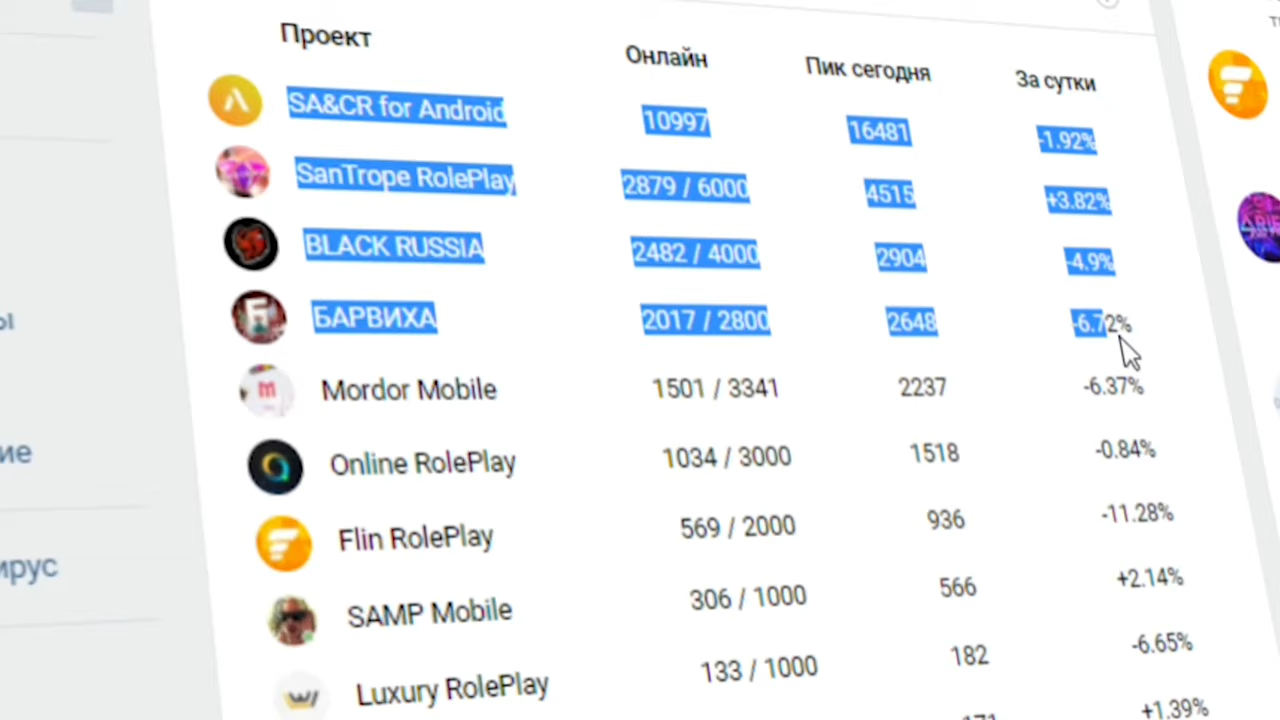 Проект Онлайн Пик сегодня За сутки
SA&CR for Android 10997 16481 -1.92%
SanTrope RolePlay 2879 / 6000 4515 +3.82%
BLACK RUSSIA 2482 / 4000 2904 -4.9%
БАРВИХА 2017 / 2800 2648 -6.72%
Mordor Mobile 1501 / 3341 2237 -6.37%
Online RolePlay 1034 / 3000 1518 -0.84%
Flin RolePlay 569 / 2000 936 -11.28%
SAMP Mobile 306 / 1000 566 +2.14%
Luxury RolePlay 133 / 1000 182 -6.65%
+1.39%